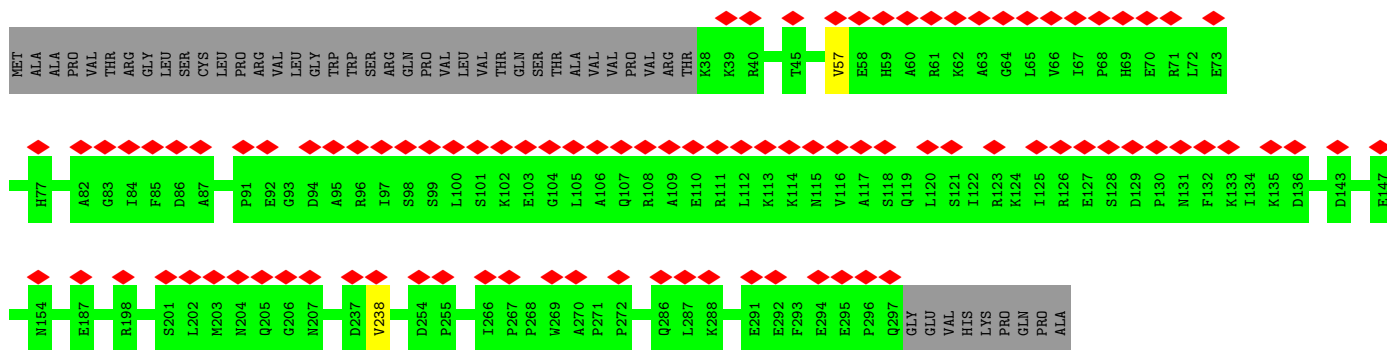 MET ALA ALA PRO VAL THR ARG GLY LEU SER CYS LEU PRO ARG VAL LEU GLY TRP TRP SER ARG GLN PRO VAL LEU VAL THR GLN SER THR ALA VAL VAL PRO VAL ARG THR K38 K39 R40 T45 V57 E58 H59 A60 R61 K62 A63 G64 L65 V66 I67 P68 H69 E70 R71 L72 E73
H77 A82 G83 I84 F85 D86 A87 P91 E92 G93 D94 A95 R96 I97 S98 S99 L100 S101 K102 E103 G104 L105 A106 Q107 R108 A109 E110 R111 L112 K113 K114 N115 V116 A117 S118 Q119 L120 S121 I122 R123 K124 I125 R126 E127 S128 D129 P130 N131 F132 K133 I134 K135 D136 D143 E147
N154 E187 R198 S201 L202 M203 N204 Q205 G206 N207 D237 V238 D254 P255 I266 P267 P268 W269 A270 P271 P272 Q286 L287 K288 E291 E292 F293 E294 E295 P296 Q297 GLY GLU VAL HIS LYS PRO GLN PRO ALA